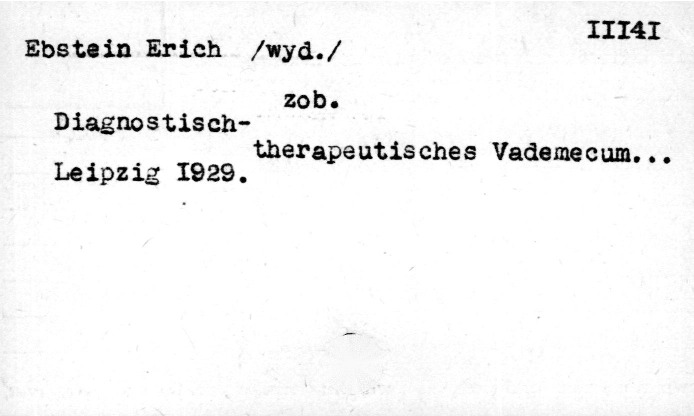 III4I
Ebstein Erich /wyd./
zob.
Diagnostisch-
therapeutisches Vademecum...
Leipzig I929.